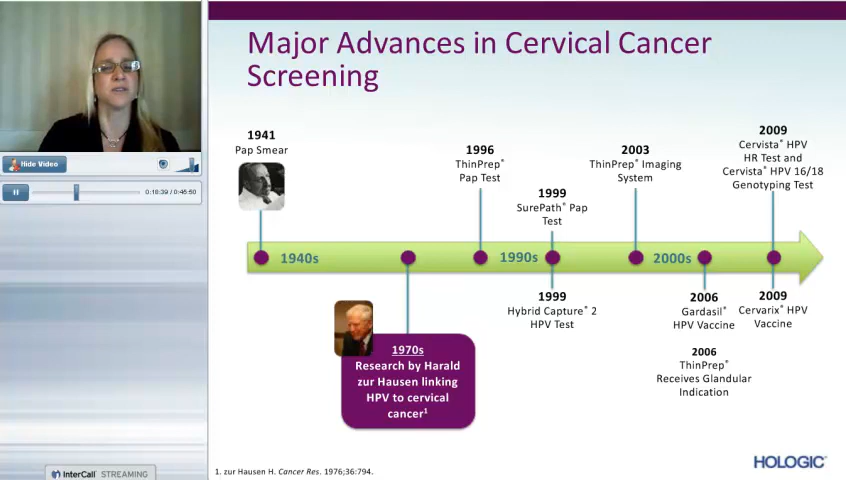 Major Advances in Cervical Cancer
Screening
1941
Pap Smear
1996
ThinPrep®
Pap Test
1999
SurePath® Pap
Test
2003
ThinPrep® Imaging
System
2009
Cervista® HPV
HR Test and
Cervista® HPV 16/18
Genotyping Test
Hide Video
0:18:39 / 0:45:50
1940s
1990s
2000s
1970s
Research by Harald
zur Hausen linking
HPV to cervical
cancer1
1999
Hybrid Capture® 2
HPV Test
2006
Gardasil®
HPV Vaccine
2009
Cervarix® HPV
Vaccine
2006
ThinPrep®
Receives Glandular
Indication
HOLOGIC®
InterCall® STREAMING
1. zur Hausen H. Cancer Res. 1976;36:794.